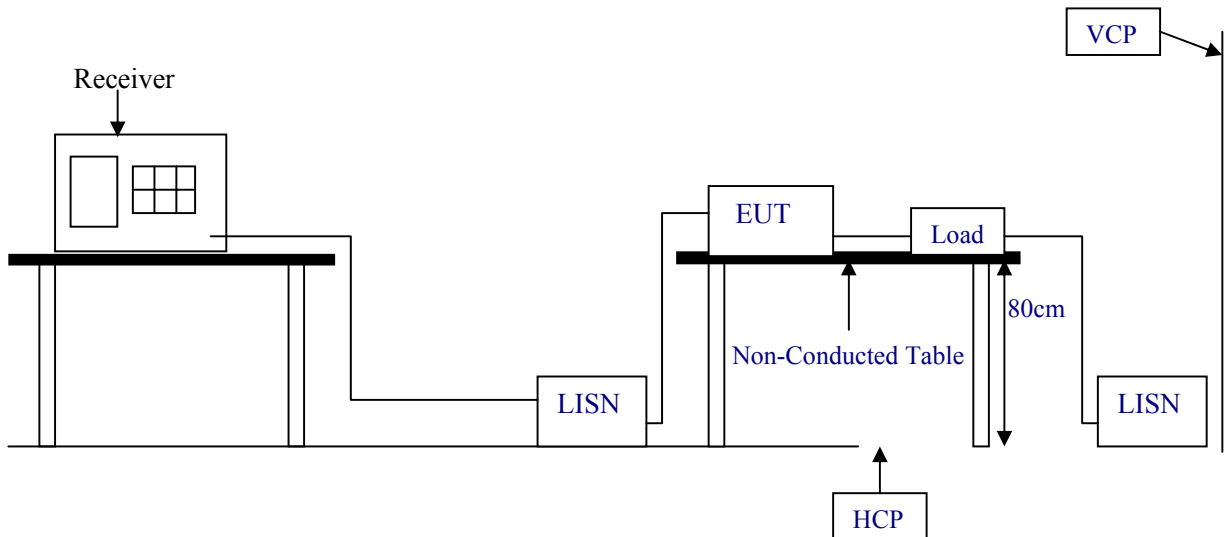 VCP
Receiver
EUT
Load
80cm
Non-Conducted Table
LISN
LISN
HCP